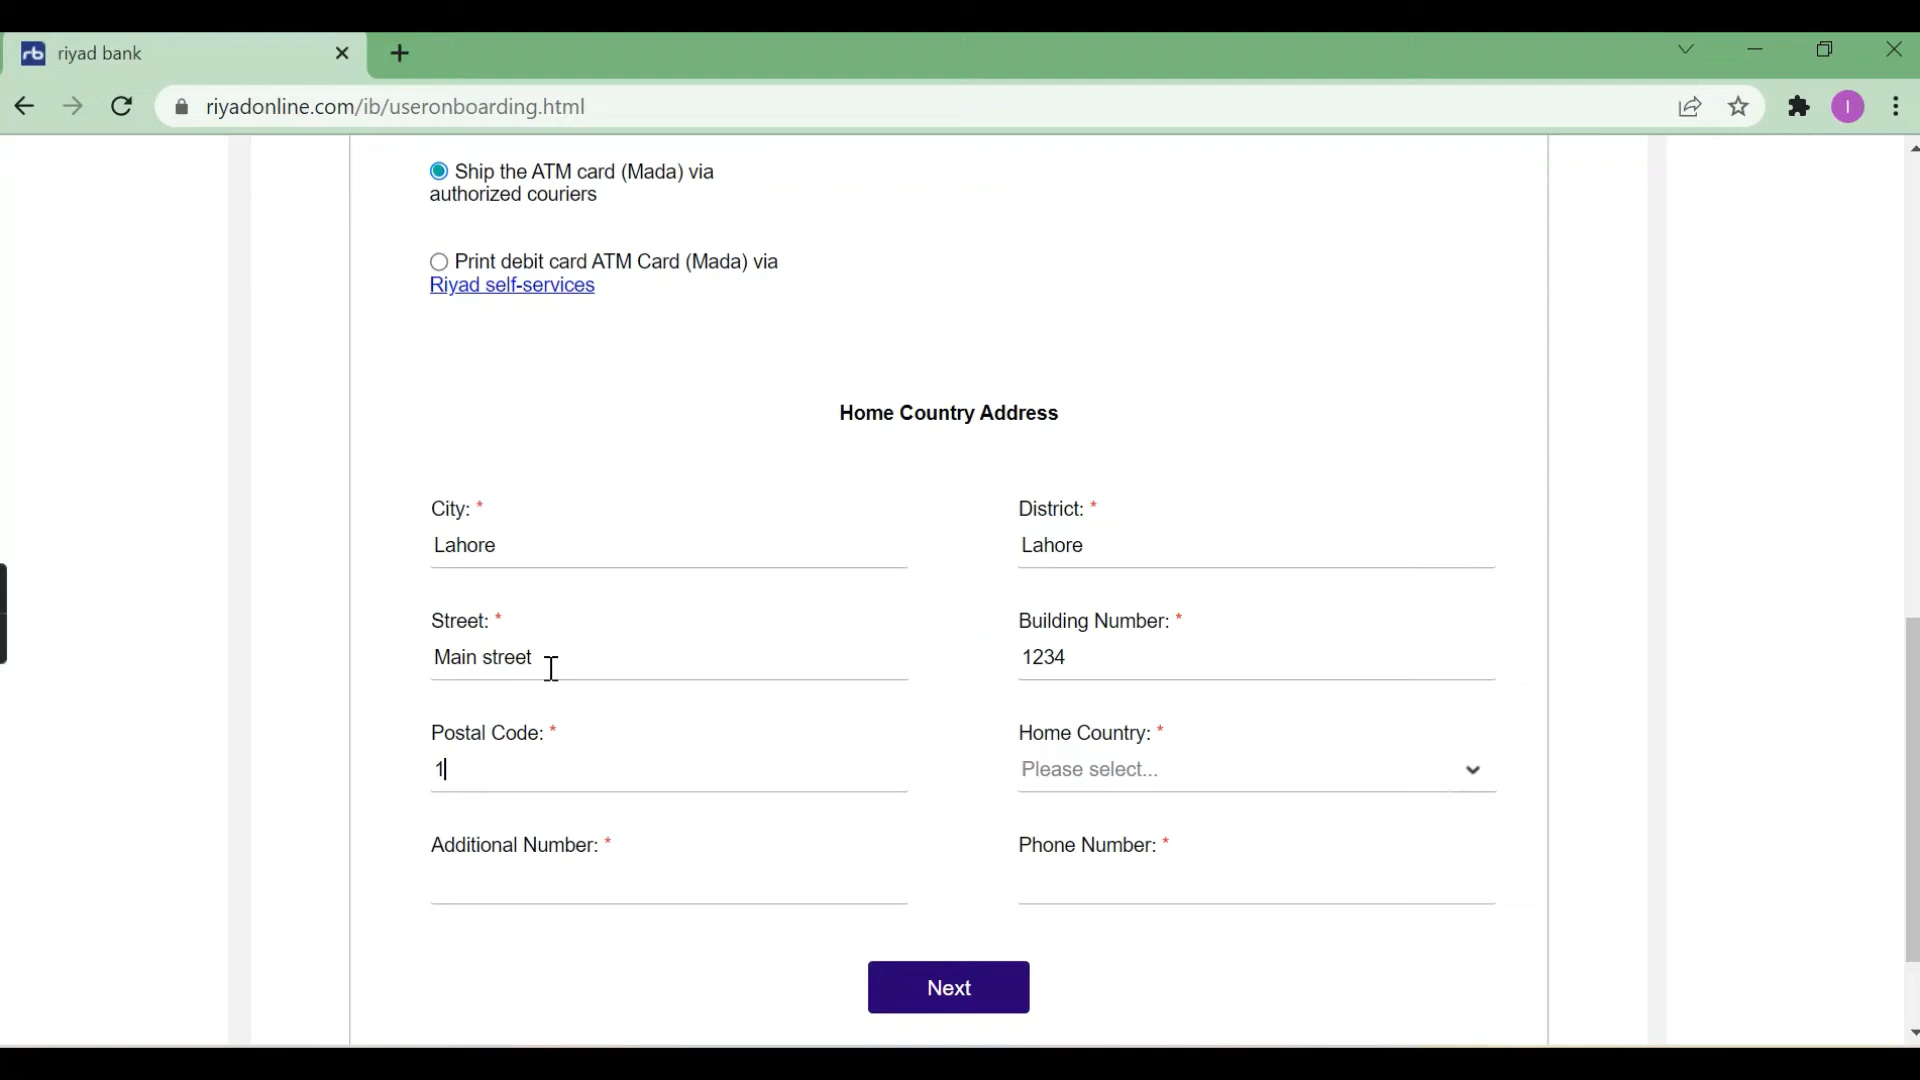 riyad bank
riyadonline.com/ib/useronboarding.html
I
Ship the ATM card (Mada) via
authorized couriers
Print debit card ATM Card (Mada) via
Riyad self-services
Home Country Address
City: *
District: *
Lahore
Lahore
Street: *
Building Number: *
Main street
1234
Postal Code: *
Home Country: *
1
Please select...
Additional Number: *
Phone Number: *
Next